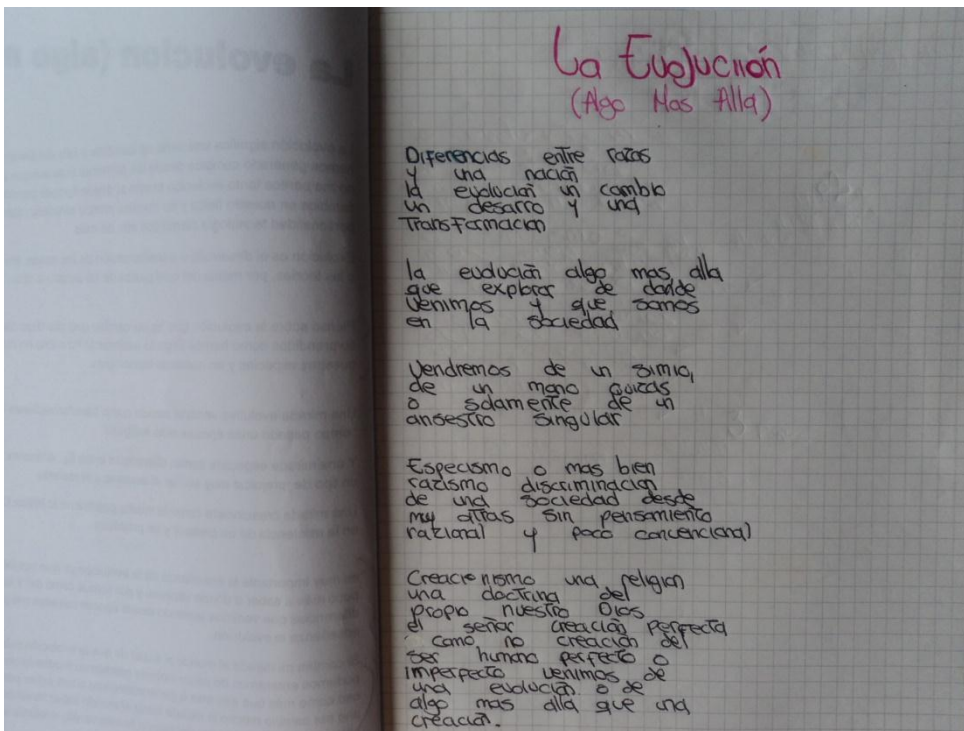 La Evolución
(Algo Mas Alla)
Diferencias entre razas
y una nación
la evolución un cambio
un desarro y una
Transformacion
la evolución algo mas alla
que explorar de donde
venimos y que somos
en la sociedad
Vendremos de un simio,
de un mono quizas
o solamente de un
ansestro singular
Especismo o mas bien
razismo discriminacion
de una sociedad desde
muy attras sin pensamiento
razional y poco convencional
Creacionismo una religion
una doctrina del
propio nuestro Dios
el señor creación perfecta
como no creación del
ser humano perfecto o
imperfecto venimos de
una evolución o de
algo mas alla que una
creación.